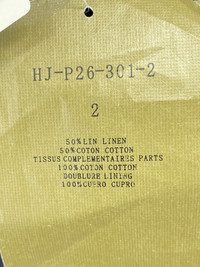 HJ-P26-301-2
2
50%LIN LINEN
50%COTON COTTON
TISSUS COMPLEMENTAIRES PARTS
100%COTON COTTON
DOUBLURE LINING
100%CUPRO CUPRO